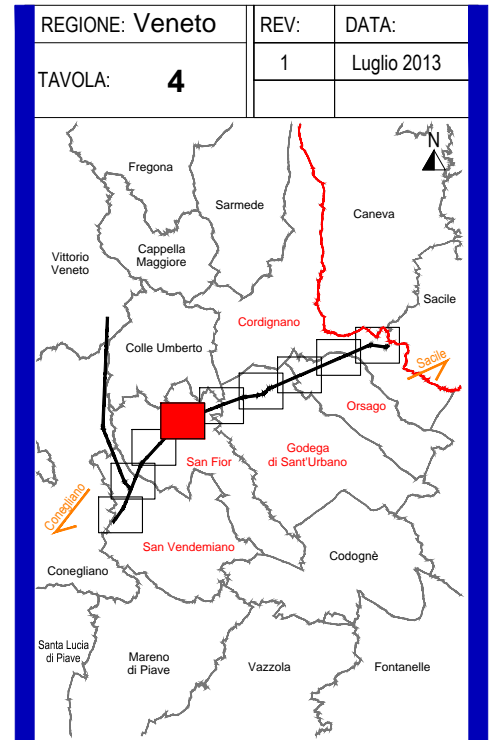 REGIONE: Veneto
REV:
DATA:
TAVOLA: 4
1
Luglio 2013
N
Fregona
Sarmede
Caneva
Vittorio
Veneto
Cappella
Maggiore
Sacile
Cordignano
Colle Umberto
Sacile
Orsago
San Fior
Godega
di Sant'Urbano
Conegliano
San Vendemiano
Codognè
Conegliano
Santa Lucia
di Piave
Mareno
di Piave
Vazzola
Fontanelle